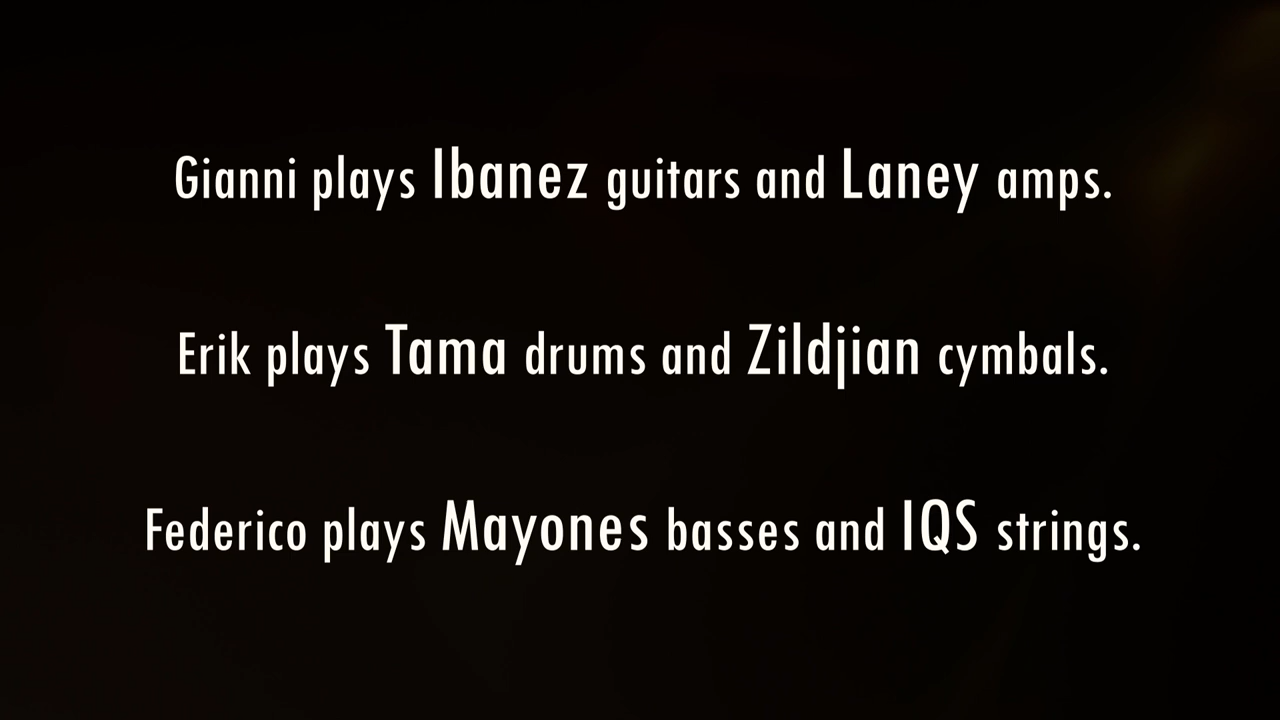 Gianni plays Ibanez guitars and Laney amps.
Erik plays Tama drums and Zildjian cymbals.
Federico plays Mayones basses and IQS strings.